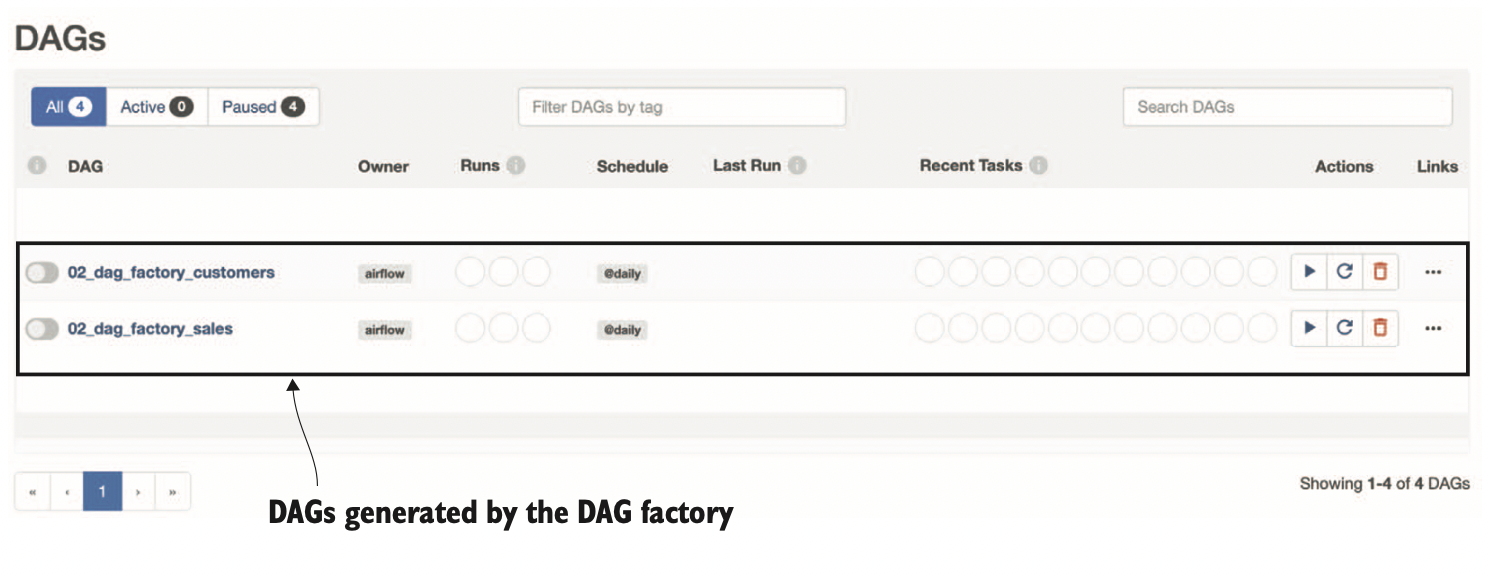 DAGs
All 4 Active 0 Paused 4 Filter DAGs by tag Search DAGs
DAG Owner Runs Schedule Last Run Recent Tasks Actions Links
02_dag_factory_customers airflow @daily
02_dag_factory_sales airflow @daily
« ‹ 1 › »
Showing 1-4 of 4 DAGs
DAGs generated by the DAG factory